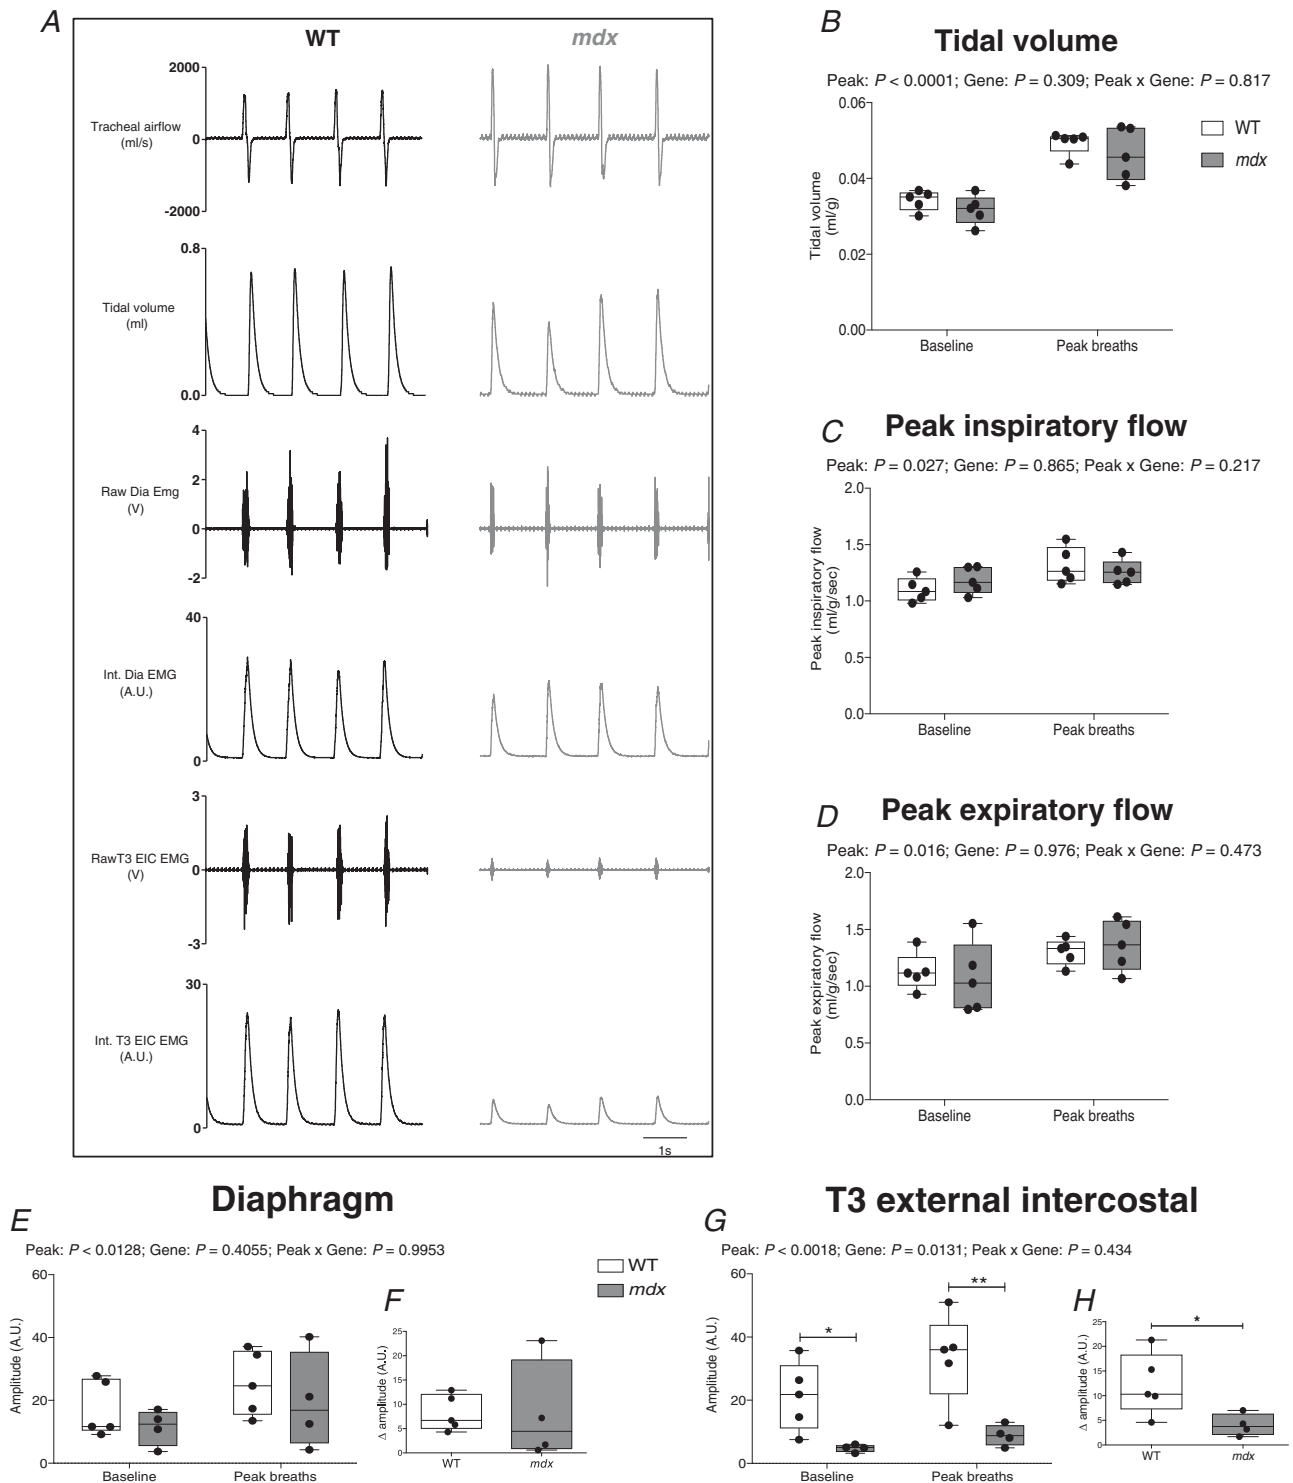 A
WT
mdx
2000
0
-2000
Tracheal airflow
(ml/s)
0.8
0.0
Tidal volume
(ml)
4
2
0
-2
Raw Dia Emg
(V)
40
0
Int. Dia EMG
(A.U.)
3
0
-3
RawT3 EIC EMG
(V)
30
0
Int. T3 EIC EMG
(A.U.)
1s
B
Tidal volume
Peak: P < 0.0001; Gene: P = 0.309; Peak x Gene: P = 0.817
0.06
0.04
0.02
0.00
Tidal volume
(ml/g)
WT
mdx
Baseline
Peak breaths
C
Peak inspiratory flow
Peak: P = 0.027; Gene: P = 0.865; Peak x Gene: P = 0.217
2.0
1.5
1.0
0.5
0.0
Peak inspiratory flow
(ml/g/sec)
Baseline
Peak breaths
D
Peak expiratory flow
Peak: P = 0.016; Gene: P = 0.976; Peak x Gene: P = 0.473
2.0
1.5
1.0
0.5
0.0
Peak expiratory flow
(ml/g/sec)
Baseline
Peak breaths
Diaphragm
E
Peak: P < 0.0128; Gene: P = 0.4055; Peak x Gene: P = 0.9953
60
40
20
0
Amplitude (A.U.)
Baseline
Peak breaths
WT
mdx
F
25
20
15
10
5
0
Δ amplitude (A.U.)
WT
mdx
T3 external intercostal
G
Peak: P < 0.0018; Gene: P = 0.0131; Peak x Gene: P = 0.434
60
40
20
0
Amplitude (A.U.)
*
**
Baseline
Peak breaths
H
25
20
15
10
5
0
Δ amplitude (A.U.)
*
WT
mdx